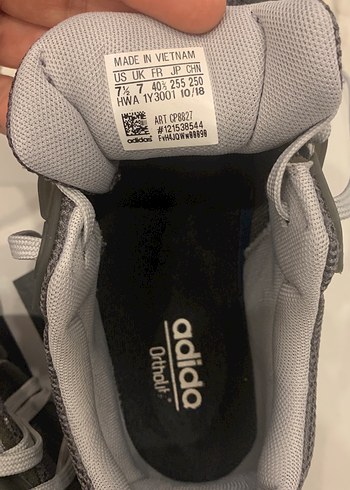 MADE IN VIETNAM
US UK FR JP CHN
7½ 7 40⅔ 255 250
HWA 1Y3001 10/18
ART CP8827
#121538544
adidas
adidas